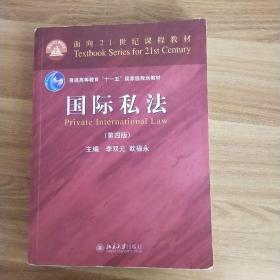 面向21世纪课程教材
Textbook Series for 21st Century
普通高等教育“十一五”国家级规划教材
国际私法
Private International Law
(第四版)
主编 李双元 欧福永
北京大学出版社